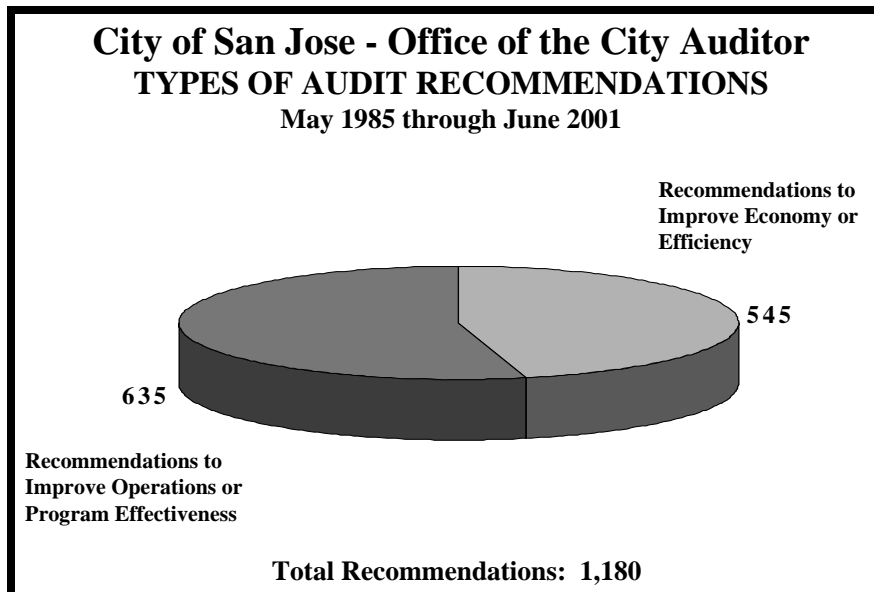 City of San Jose - Office of the City Auditor
TYPES OF AUDIT RECOMMENDATIONS
May 1985 through June 2001
Recommendations to
Improve Economy or
Efficiency
545
635
Recommendations to
Improve Operations or
Program Effectiveness
Total Recommendations: 1,180